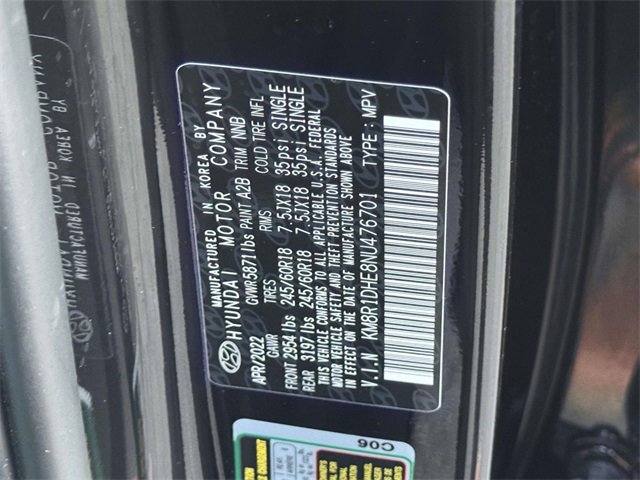 MANUFACTURED IN KOREA BY
HYUNDAI MOTOR COMPANY
APR/2022 GWWR5871lbs PAINT A2B TRIM NNB
GAWR TIRES RIMS COLD TIRE INFL
FRONT 2954 lbs 245/60R18 7.5JX18 35psi SINGLE
REAR 3197 lbs 245/60R18 7.5JX18 35psi SINGLE
THIS VEHICLE CONFORMS TO ALL APPLICABLE U.S.A. FEDERAL
MOTOR VEHICLE SAFETY AND THEFT PREVENTION STANDARDS
IN EFFECT ON THE DATE OF MANUFACTURE SHOWN ABOVE
V.I.N KM8R1DHE8NU476701 TYPE : MPV
C06